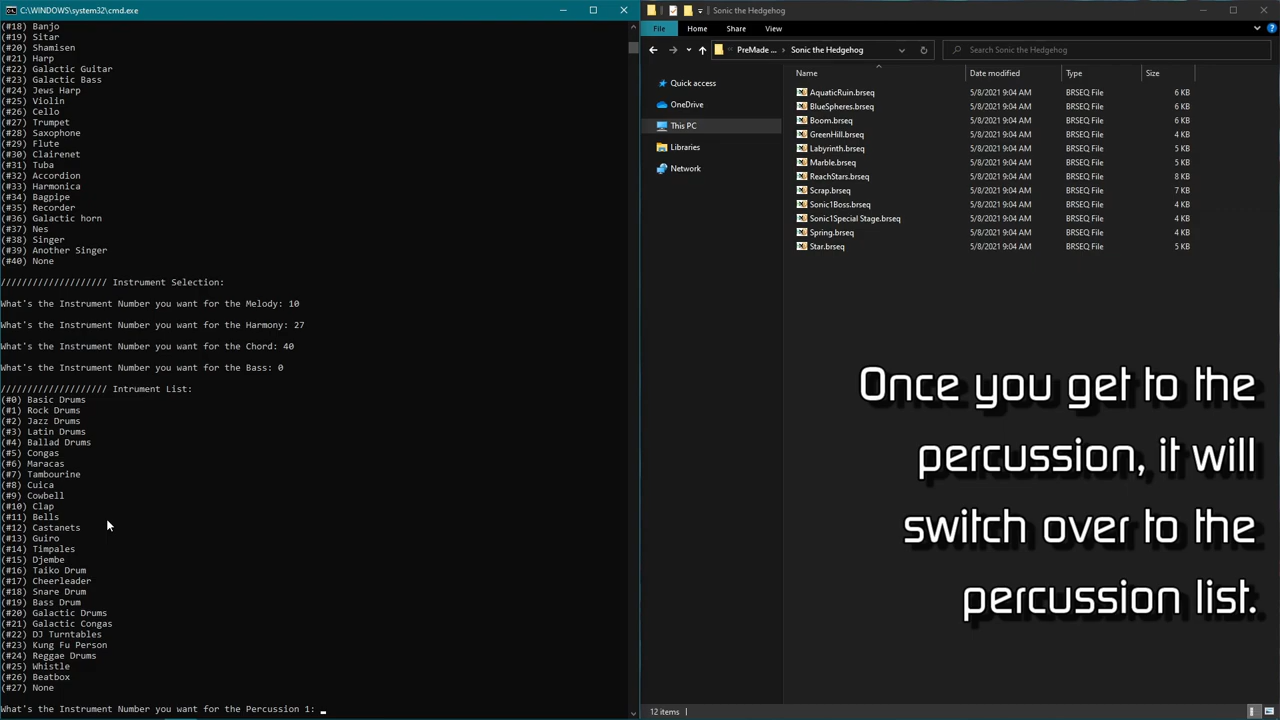 C:\WINDOWS\system32\cmd.exe
(#18) Banjo
(#19) Sitar
(#20) Shamisen
(#21) Harp
(#22) Galactic Guitar
(#23) Galactic Bass
(#24) Jews Harp
(#25) Violin
(#26) Cello
(#27) Trumpet
(#28) Saxophone
(#29) Flute
(#30) Clairenet
(#31) Tuba
(#32) Accordion
(#33) Harmonica
(#34) Bagpipe
(#35) Recorder
(#36) Galactic horn
(#37) Nes
(#38) Singer
(#39) Another Singer
(#40) None
//////////////////// Instrument Selection:
What's the Instrument Number you want for the Melody: 10
What's the Instrument Number you want for the Harmony: 27
What's the Instrument Number you want for the Chord: 40
What's the Instrument Number you want for the Bass: 0
//////////////////// Intrument List:
(#0) Basic Drums
(#1) Rock Drums
(#2) Jazz Drums
(#3) Latin Drums
(#4) Ballad Drums
(#5) Congas
(#6) Maracas
(#7) Tambourine
(#8) Cuica
(#9) Cowbell
(#10) Clap
(#11) Bells
(#12) Castanets
(#13) Guiro
(#14) Timpales
(#15) Djembe
(#16) Taiko Drum
(#17) Cheerleader
(#18) Snare Drum
(#19) Bass Drum
(#20) Galactic Drums
(#21) Galactic Congas
(#22) DJ Turntables
(#23) Kung Fu Person
(#24) Reggae Drums
(#25) Whistle
(#26) Beatbox
(#27) None
What's the Instrument Number you want for the Percussion 1: _
Sonic the Hedgehog
File Home Share View
PreMade ... Sonic the Hedgehog Search Sonic the Hedgehog
Quick access
OneDrive
This PC
Libraries
Network
Name Date modified Type Size
AquaticRuin.brseq 5/8/2021 9:04 AM BRSEQ File 6 KB
BlueSpheres.brseq 5/8/2021 9:04 AM BRSEQ File 6 KB
Boom.brseq 5/8/2021 9:04 AM BRSEQ File 6 KB
GreenHill.brseq 5/8/2021 9:04 AM BRSEQ File 4 KB
Labyrinth.brseq 5/8/2021 9:04 AM BRSEQ File 5 KB
Marble.brseq 5/8/2021 9:04 AM BRSEQ File 5 KB
ReachStars.brseq 5/8/2021 9:04 AM BRSEQ File 8 KB
Scrap.brseq 5/8/2021 9:04 AM BRSEQ File 7 KB
Sonic1Boss.brseq 5/8/2021 9:04 AM BRSEQ File 4 KB
Sonic1Special Stage.brseq 5/8/2021 9:04 AM BRSEQ File 4 KB
Spring.brseq 5/8/2021 9:04 AM BRSEQ File 4 KB
Star.brseq 5/8/2021 9:04 AM BRSEQ File 5 KB
Once you get to the
percussion, it will
switch over to the
percussion list.
12 items